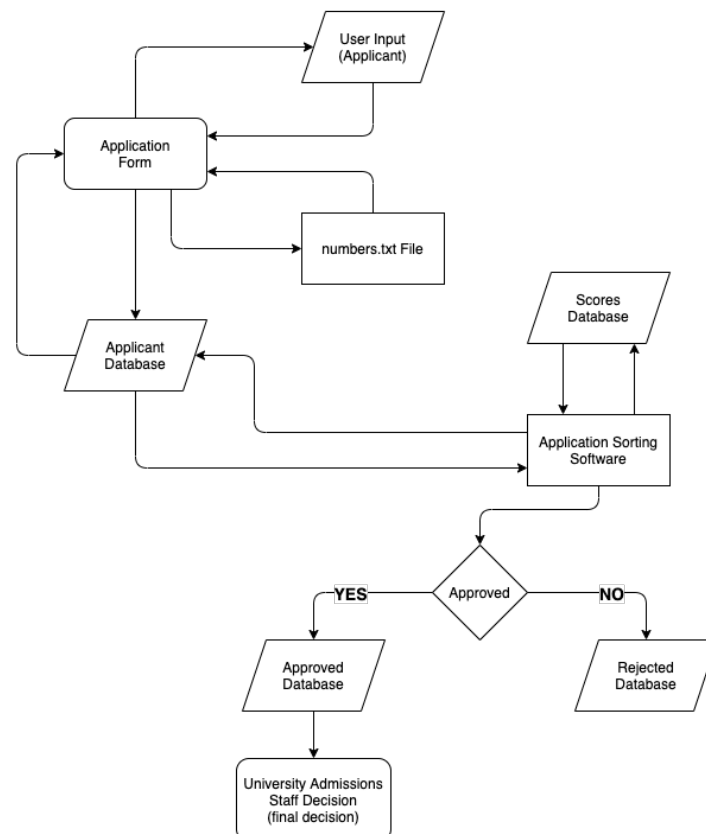 User Input
(Applicant)
Application
Form
numbers.txt File
Scores
Database
Applicant
Database
Application Sorting
Software
Approved
YES
NO
Approved
Database
Rejected
Database
University Admissions
Staff Decision
(final decision)